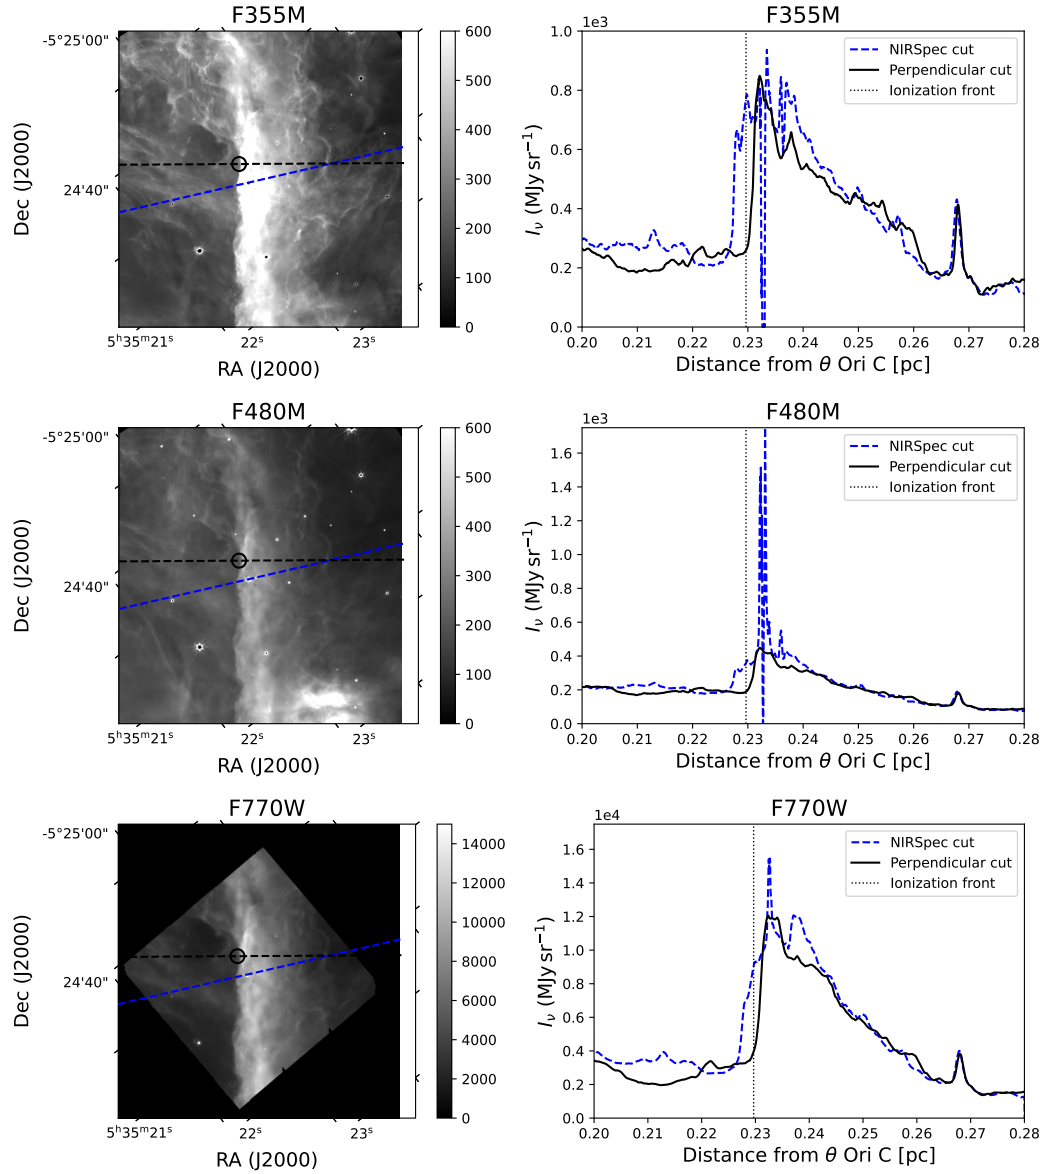 F355M
-5°25'00"
24'40"
Dec (J2000)
5ʰ35ᵐ21ˢ 22ˢ 23ˢ
RA (J2000)
600
500
400
300
200
100
0
F355M
1e3
1.0
0.8
0.6
0.4
0.2
0.0
Iν (MJy sr⁻¹)
NIRSpec cut
Perpendicular cut
Ionization front
0.20 0.21 0.22 0.23 0.24 0.25 0.26 0.27 0.28
Distance from θ Ori C [pc]
F480M
-5°25'00"
24'40"
Dec (J2000)
5ʰ35ᵐ21ˢ 22ˢ 23ˢ
RA (J2000)
600
500
400
300
200
100
0
F480M
1e3
1.6
1.4
1.2
1.0
0.8
0.6
0.4
0.2
0.0
Iν (MJy sr⁻¹)
NIRSpec cut
Perpendicular cut
Ionization front
0.20 0.21 0.22 0.23 0.24 0.25 0.26 0.27 0.28
Distance from θ Ori C [pc]
F770W
-5°25'00"
24'40"
Dec (J2000)
5ʰ35ᵐ21ˢ 22ˢ 23ˢ
RA (J2000)
14000
12000
10000
8000
6000
4000
2000
0
F770W
1e4
1.6
1.4
1.2
1.0
0.8
0.6
0.4
0.2
0.0
Iν (MJy sr⁻¹)
NIRSpec cut
Perpendicular cut
Ionization front
0.20 0.21 0.22 0.23 0.24 0.25 0.26 0.27 0.28
Distance from θ Ori C [pc]